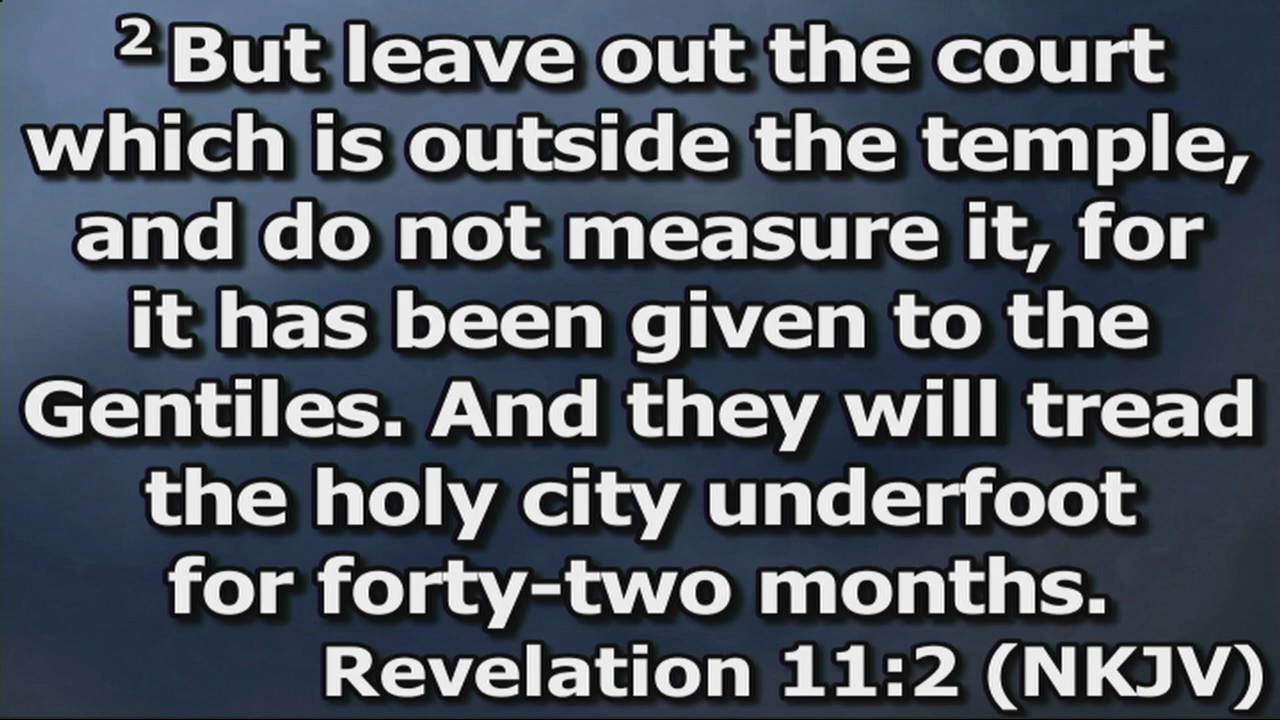 ² But leave out the court
which is outside the temple,
and do not measure it, for
it has been given to the
Gentiles. And they will tread
the holy city underfoot
for forty-two months.
Revelation 11:2 (NKJV)